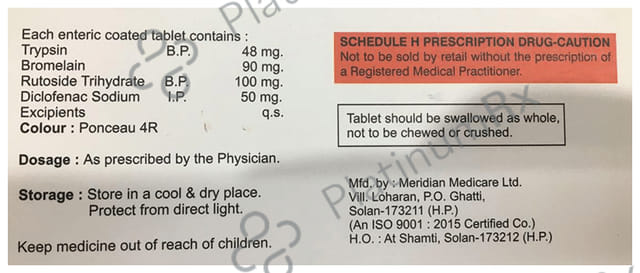 Each enteric coated tablet contains :
Trypsin B.P. 48 mg.
Bromelain 90 mg.
Rutoside Trihydrate B.P. 100 mg.
Diclofenac Sodium I.P. 50 mg.
Excipients q.s.
Colour : Ponceau 4R
Dosage : As prescribed by the Physician.
Storage : Store in a cool & dry place.
Protect from direct light.
Keep medicine out of reach of children.
SCHEDULE H PRESCRIPTION DRUG-CAUTION
Not to be sold by retail without the prescription of
a Registered Medical Practitioner.
Tablet should be swallowed as whole,
not to be chewed or crushed.
Mfd. by : Meridian Medicare Ltd.
Vill. Loharan, P.O. Ghatti,
Solan-173211 (H.P.)
(An ISO 9001 : 2015 Certified Co.)
H.O. : At Shamti, Solan-173212 (H.P.)
PlatinumRx